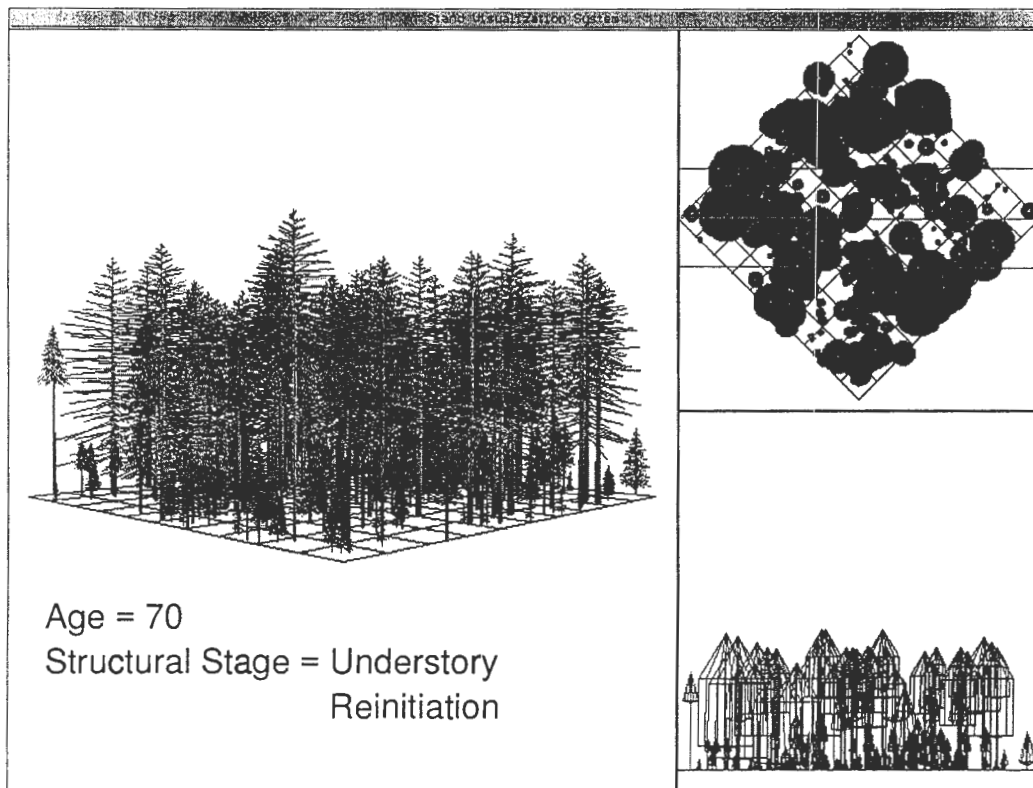 Stand Visualization System
Age = 70
Structural Stage = Understory
Reinitiation